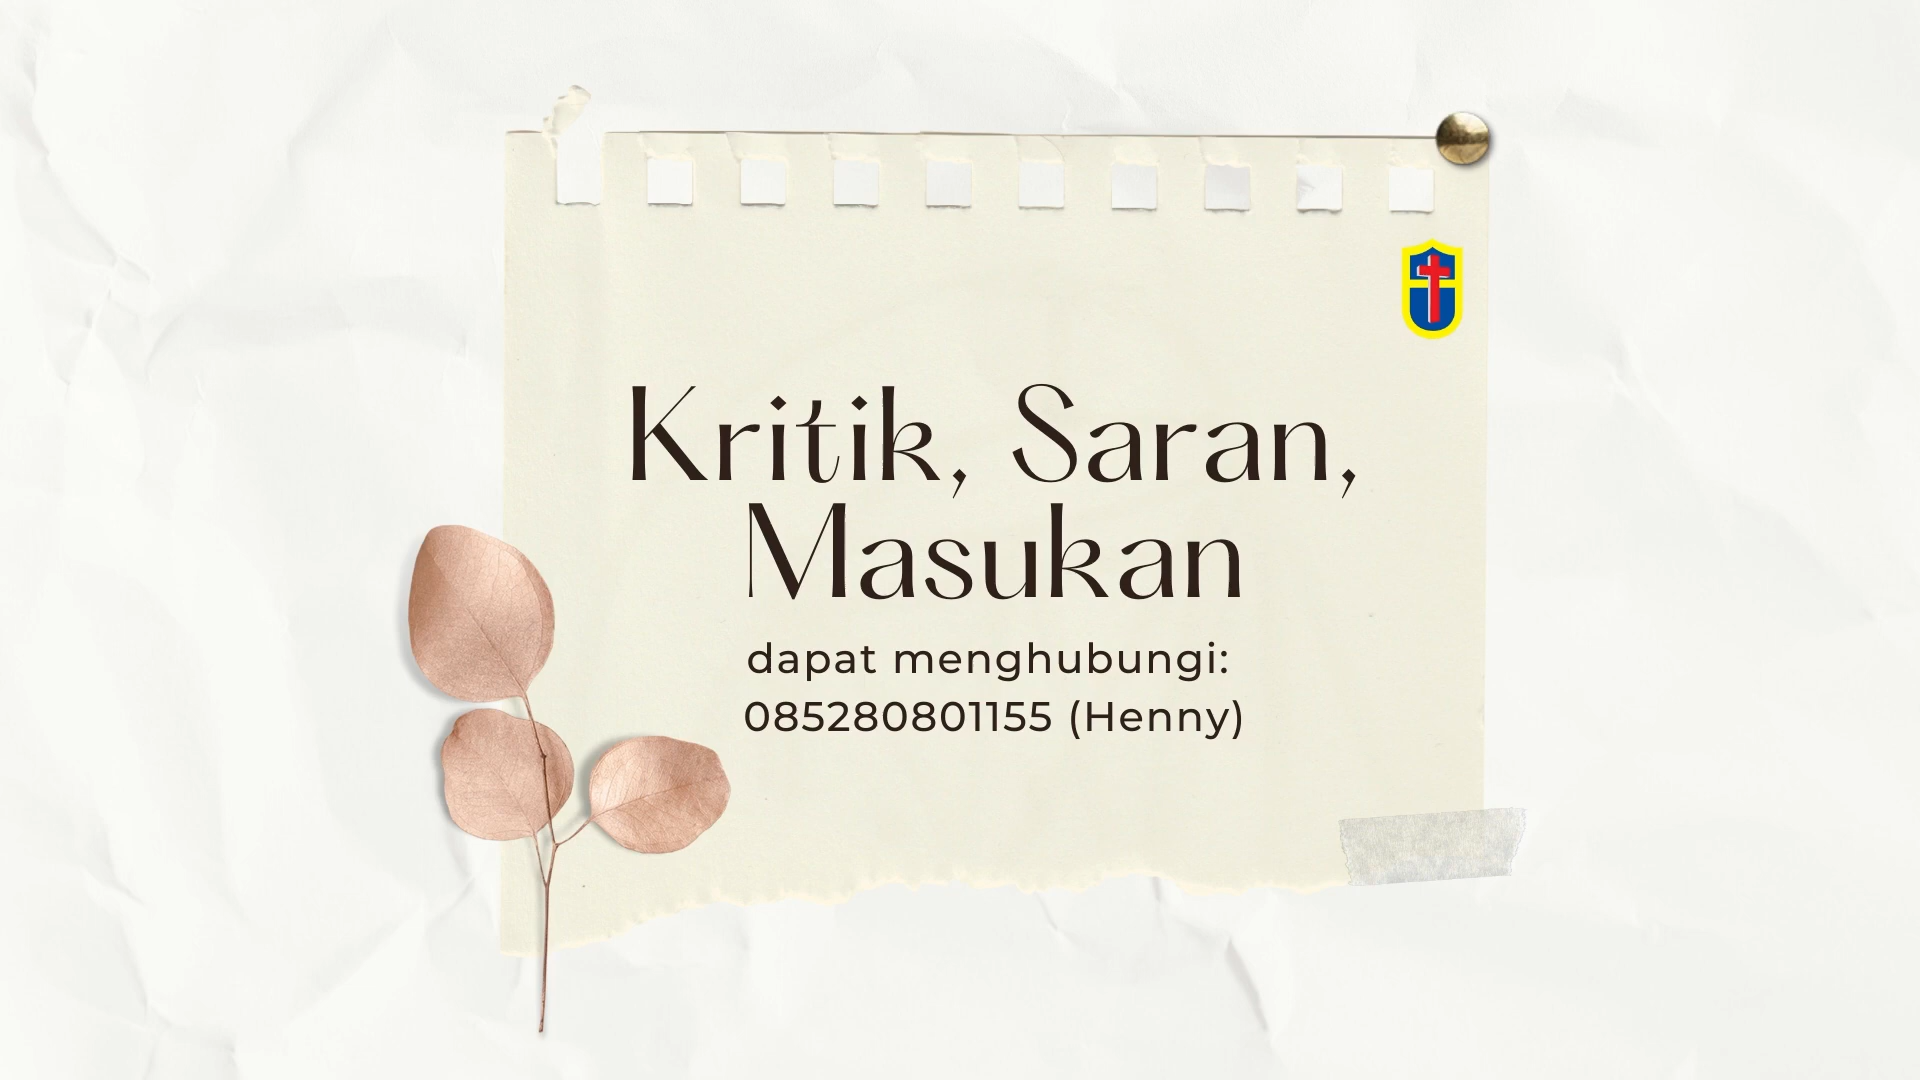 Kritik, Saran,
Masukan
dapat menghubungi:
085280801155 (Henny)